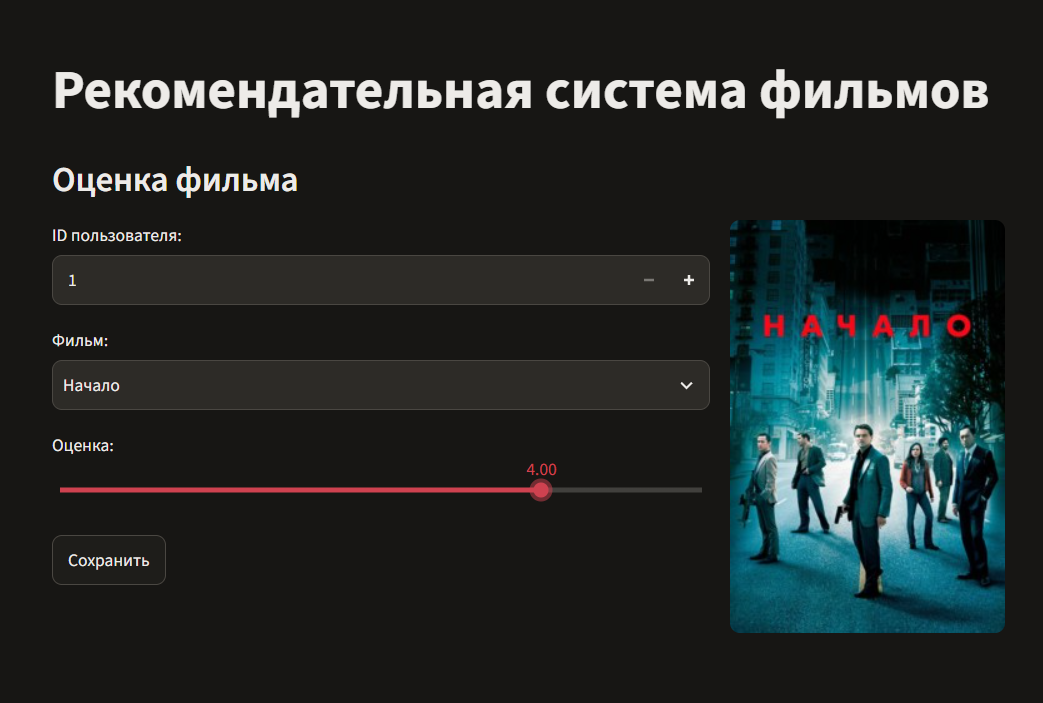 Рекомендательная система фильмов
Оценка фильма
ID пользователя:
1
Фильм:
Начало
Оценка:
4.00
Сохранить
НАЧАЛО